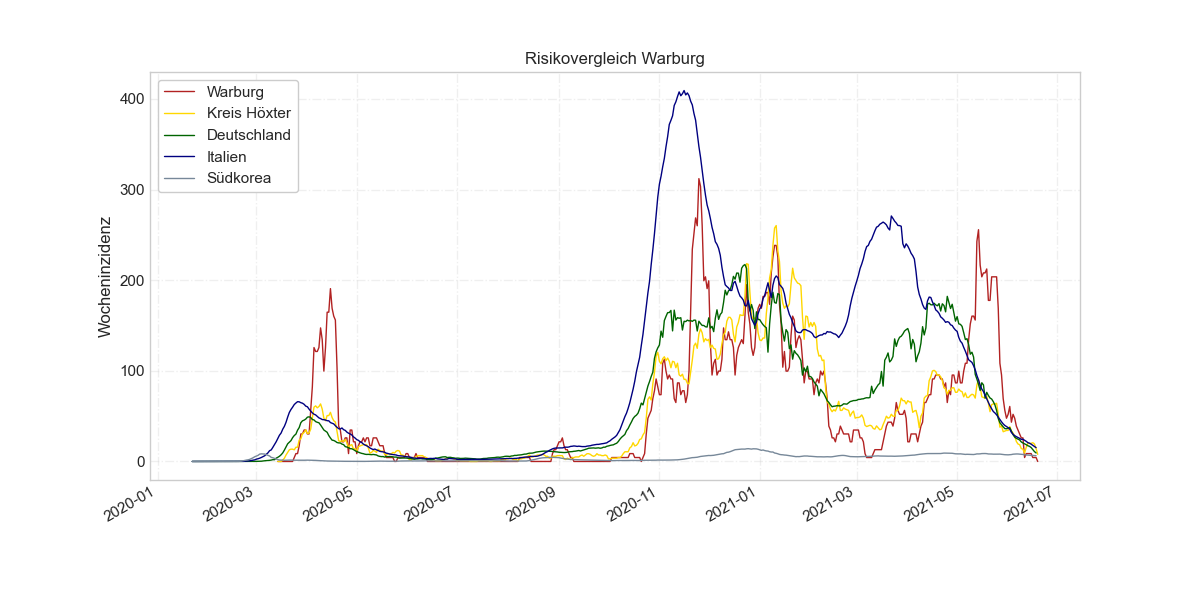 Risikovergleich Warburg
Warburg
Kreis Höxter
Deutschland
Italien
Südkorea
Wocheninzidenz
400
300
200
100
0
2020-01
2020-03
2020-05
2020-07
2020-09
2020-11
2021-01
2021-03
2021-05
2021-07